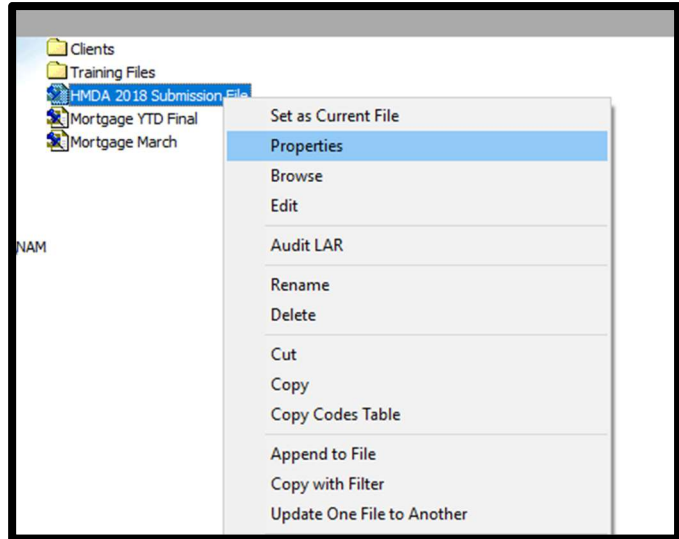 Clients
Training Files
HMDA 2018 Submission File
Mortgage YTD Final
Mortgage March
NAM
Set as Current File
Properties
Browse
Edit
Audit LAR
Rename
Delete
Cut
Copy
Copy Codes Table
Append to File
Copy with Filter
Update One File to Another